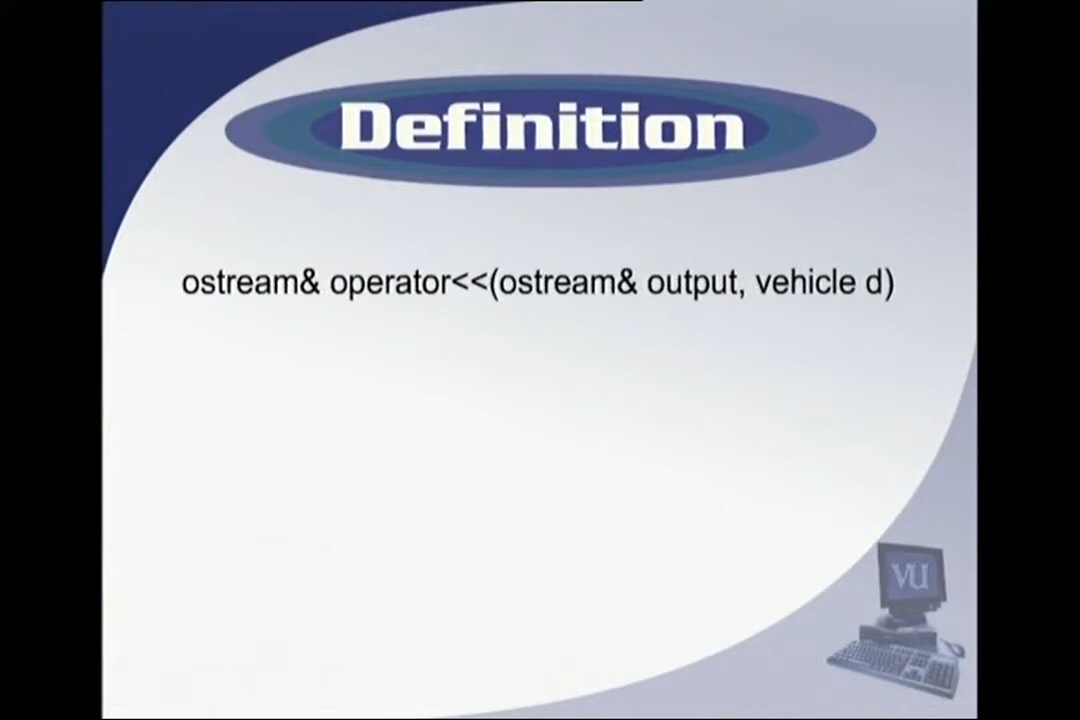 Definition
ostream& operator<<(ostream& output, vehicle d)
VU